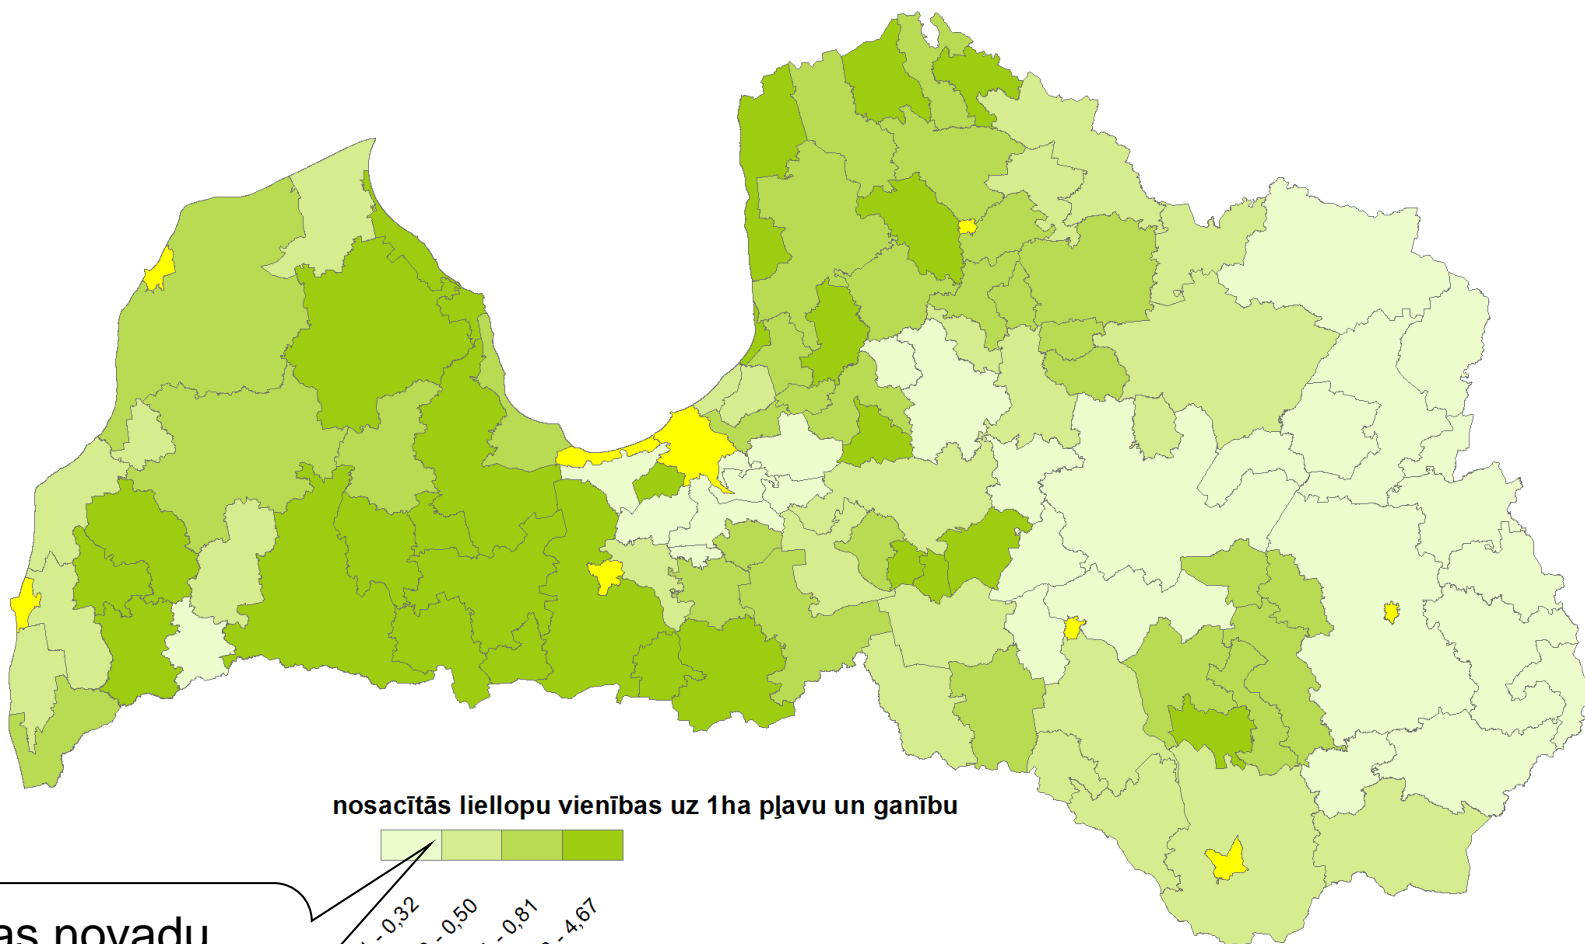 nosacītās liellopu vienības uz 1ha pļavu un ganību
- 0,32
- 0,50
- 0,81
- 4,67
novadu